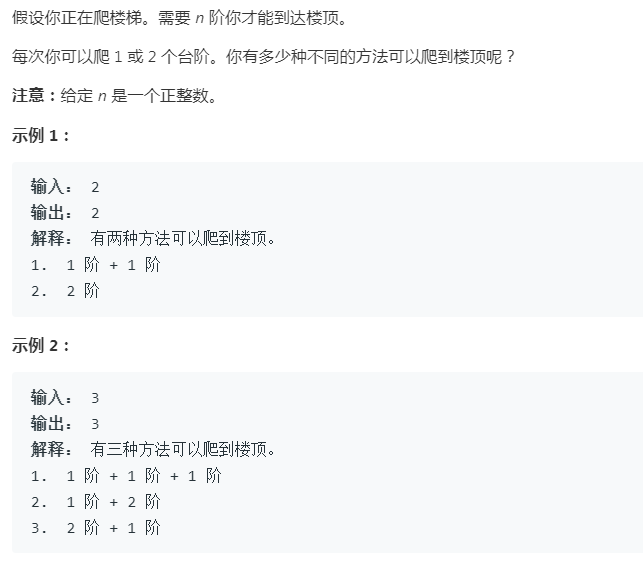 假设你正在爬楼梯。需要 n 阶你才能到达楼顶。
每次你可以爬 1 或 2 个台阶。你有多少种不同的方法可以爬到楼顶呢？
注意：给定 n 是一个正整数。
示例 1：
输入： 2
输出： 2
解释： 有两种方法可以爬到楼顶。
1. 1 阶 + 1 阶
2. 2 阶
示例 2：
输入： 3
输出： 3
解释： 有三种方法可以爬到楼顶。
1. 1 阶 + 1 阶 + 1 阶
2. 1 阶 + 2 阶
3. 2 阶 + 1 阶